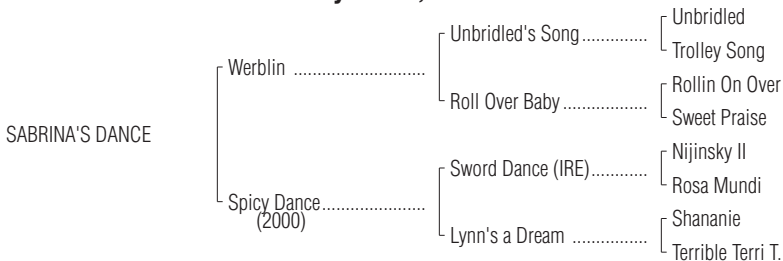 Unbridled
Unbridled's Song ..............
Trolley Song
Werblin ............................
Rollin On Over
Roll Over Baby ..................
Sweet Praise
SABRINA'S DANCE
Nijinsky II
Sword Dance (IRE)............
Rosa Mundi
Spicy Dance......................
(2000)
Shananie
Lynn's a Dream ................
Terrible Terri T.